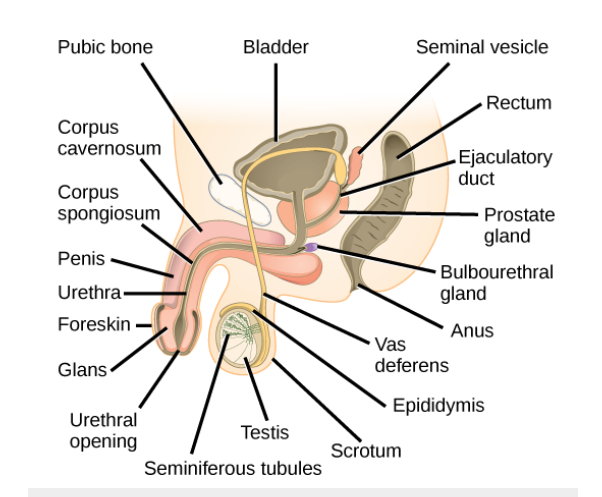 Pubic bone
Bladder
Seminal vesicle
Rectum
Corpus
cavernosum
Ejaculatory
duct
Corpus
spongiosum
Prostate
gland
Penis
Bulbourethral
gland
Urethra
Foreskin
Anus
Vas
deferens
Glans
Epididymis
Urethral
opening
Testis
Scrotum
Seminiferous tubules